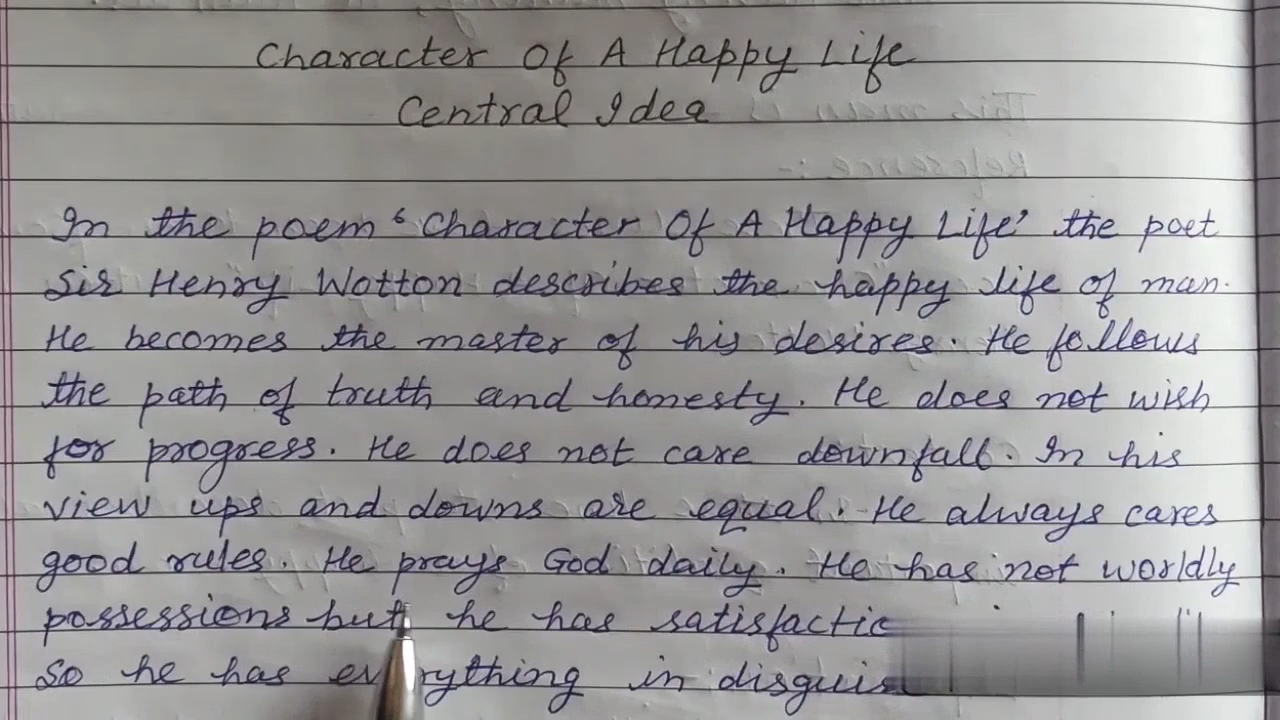 Character Of A Happy Life
Central Idea
In the poem ‘Character Of A Happy Life’ the poet
Sir Henry Wotton describes the happy life of man.
He becomes the master of his desires. He follows
the path of truth and honesty. He does not wish
for progress. He does not care downfall. In his
view ups and downs are equal. He always cares
good rules. He prays God daily. He has not worldly
possessions but he has
So he has everything in